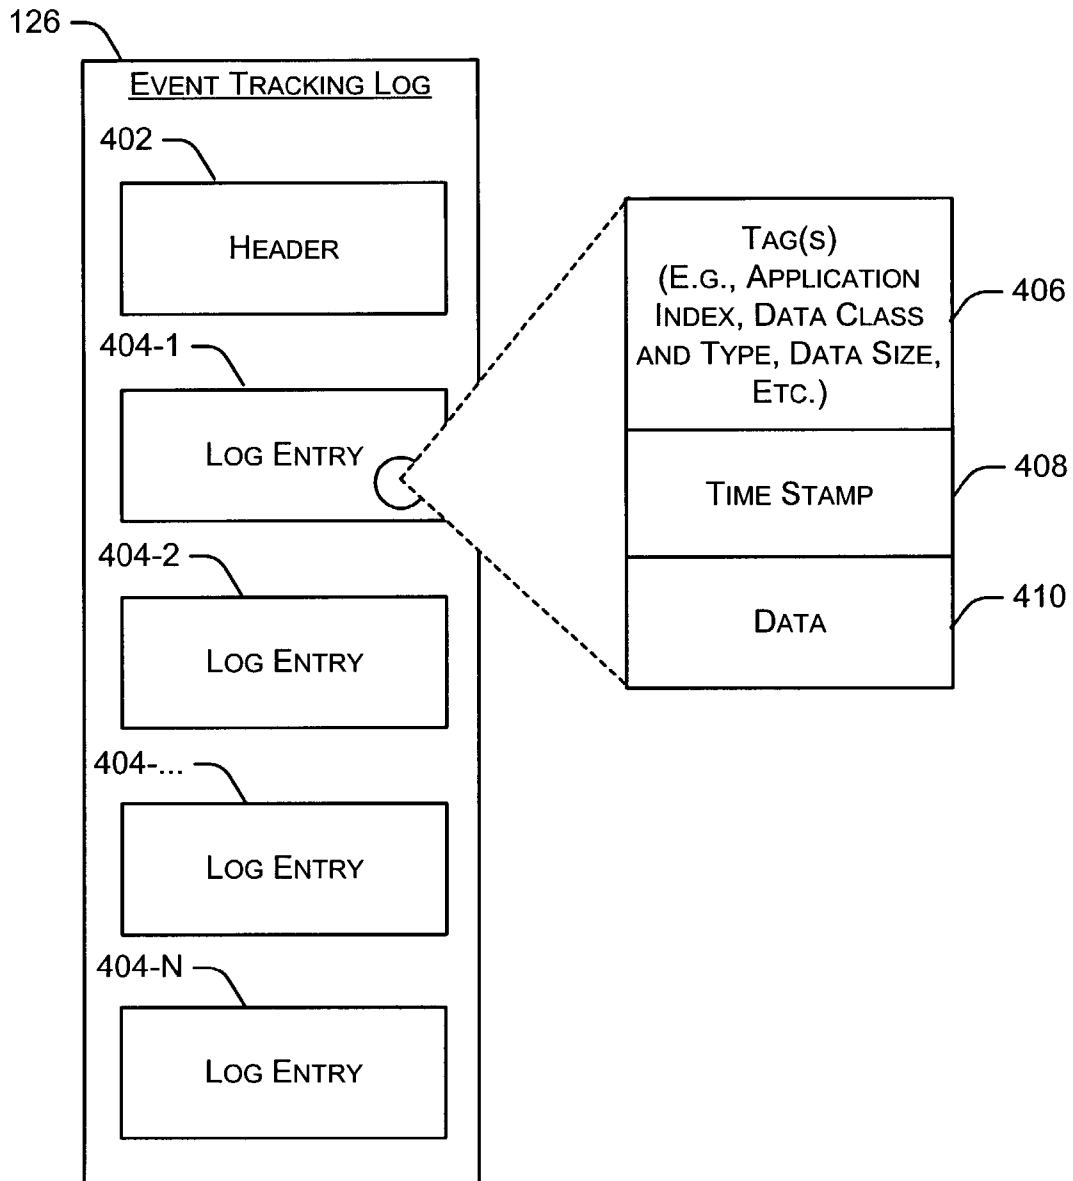 126
EVENT TRACKING LOG
402
HEADER
404-1
LOG ENTRY
404-2
LOG ENTRY
404-...
LOG ENTRY
404-N
LOG ENTRY
TAG(S)
(E.G., APPLICATION
INDEX, DATA CLASS
AND TYPE, DATA SIZE,
ETC.)
406
TIME STAMP
408
DATA
410